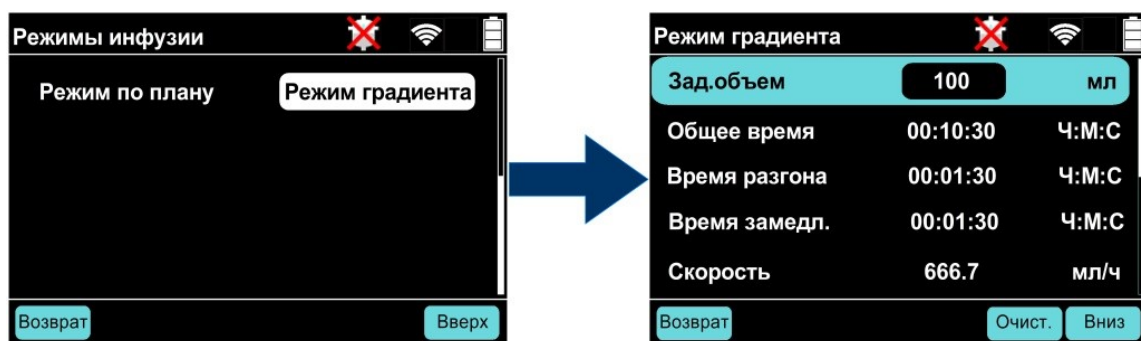 Режимы инфузии
Режим по плану Режим градиента
Возврат Вверх
Режим градиента
Зад.объем 100 мл
Общее время 00:10:30 Ч:М:С
Время разгона 00:01:30 Ч:М:С
Время замедл. 00:01:30 Ч:М:С
Скорость 666.7 мл/ч
Возврат Очист. Вниз